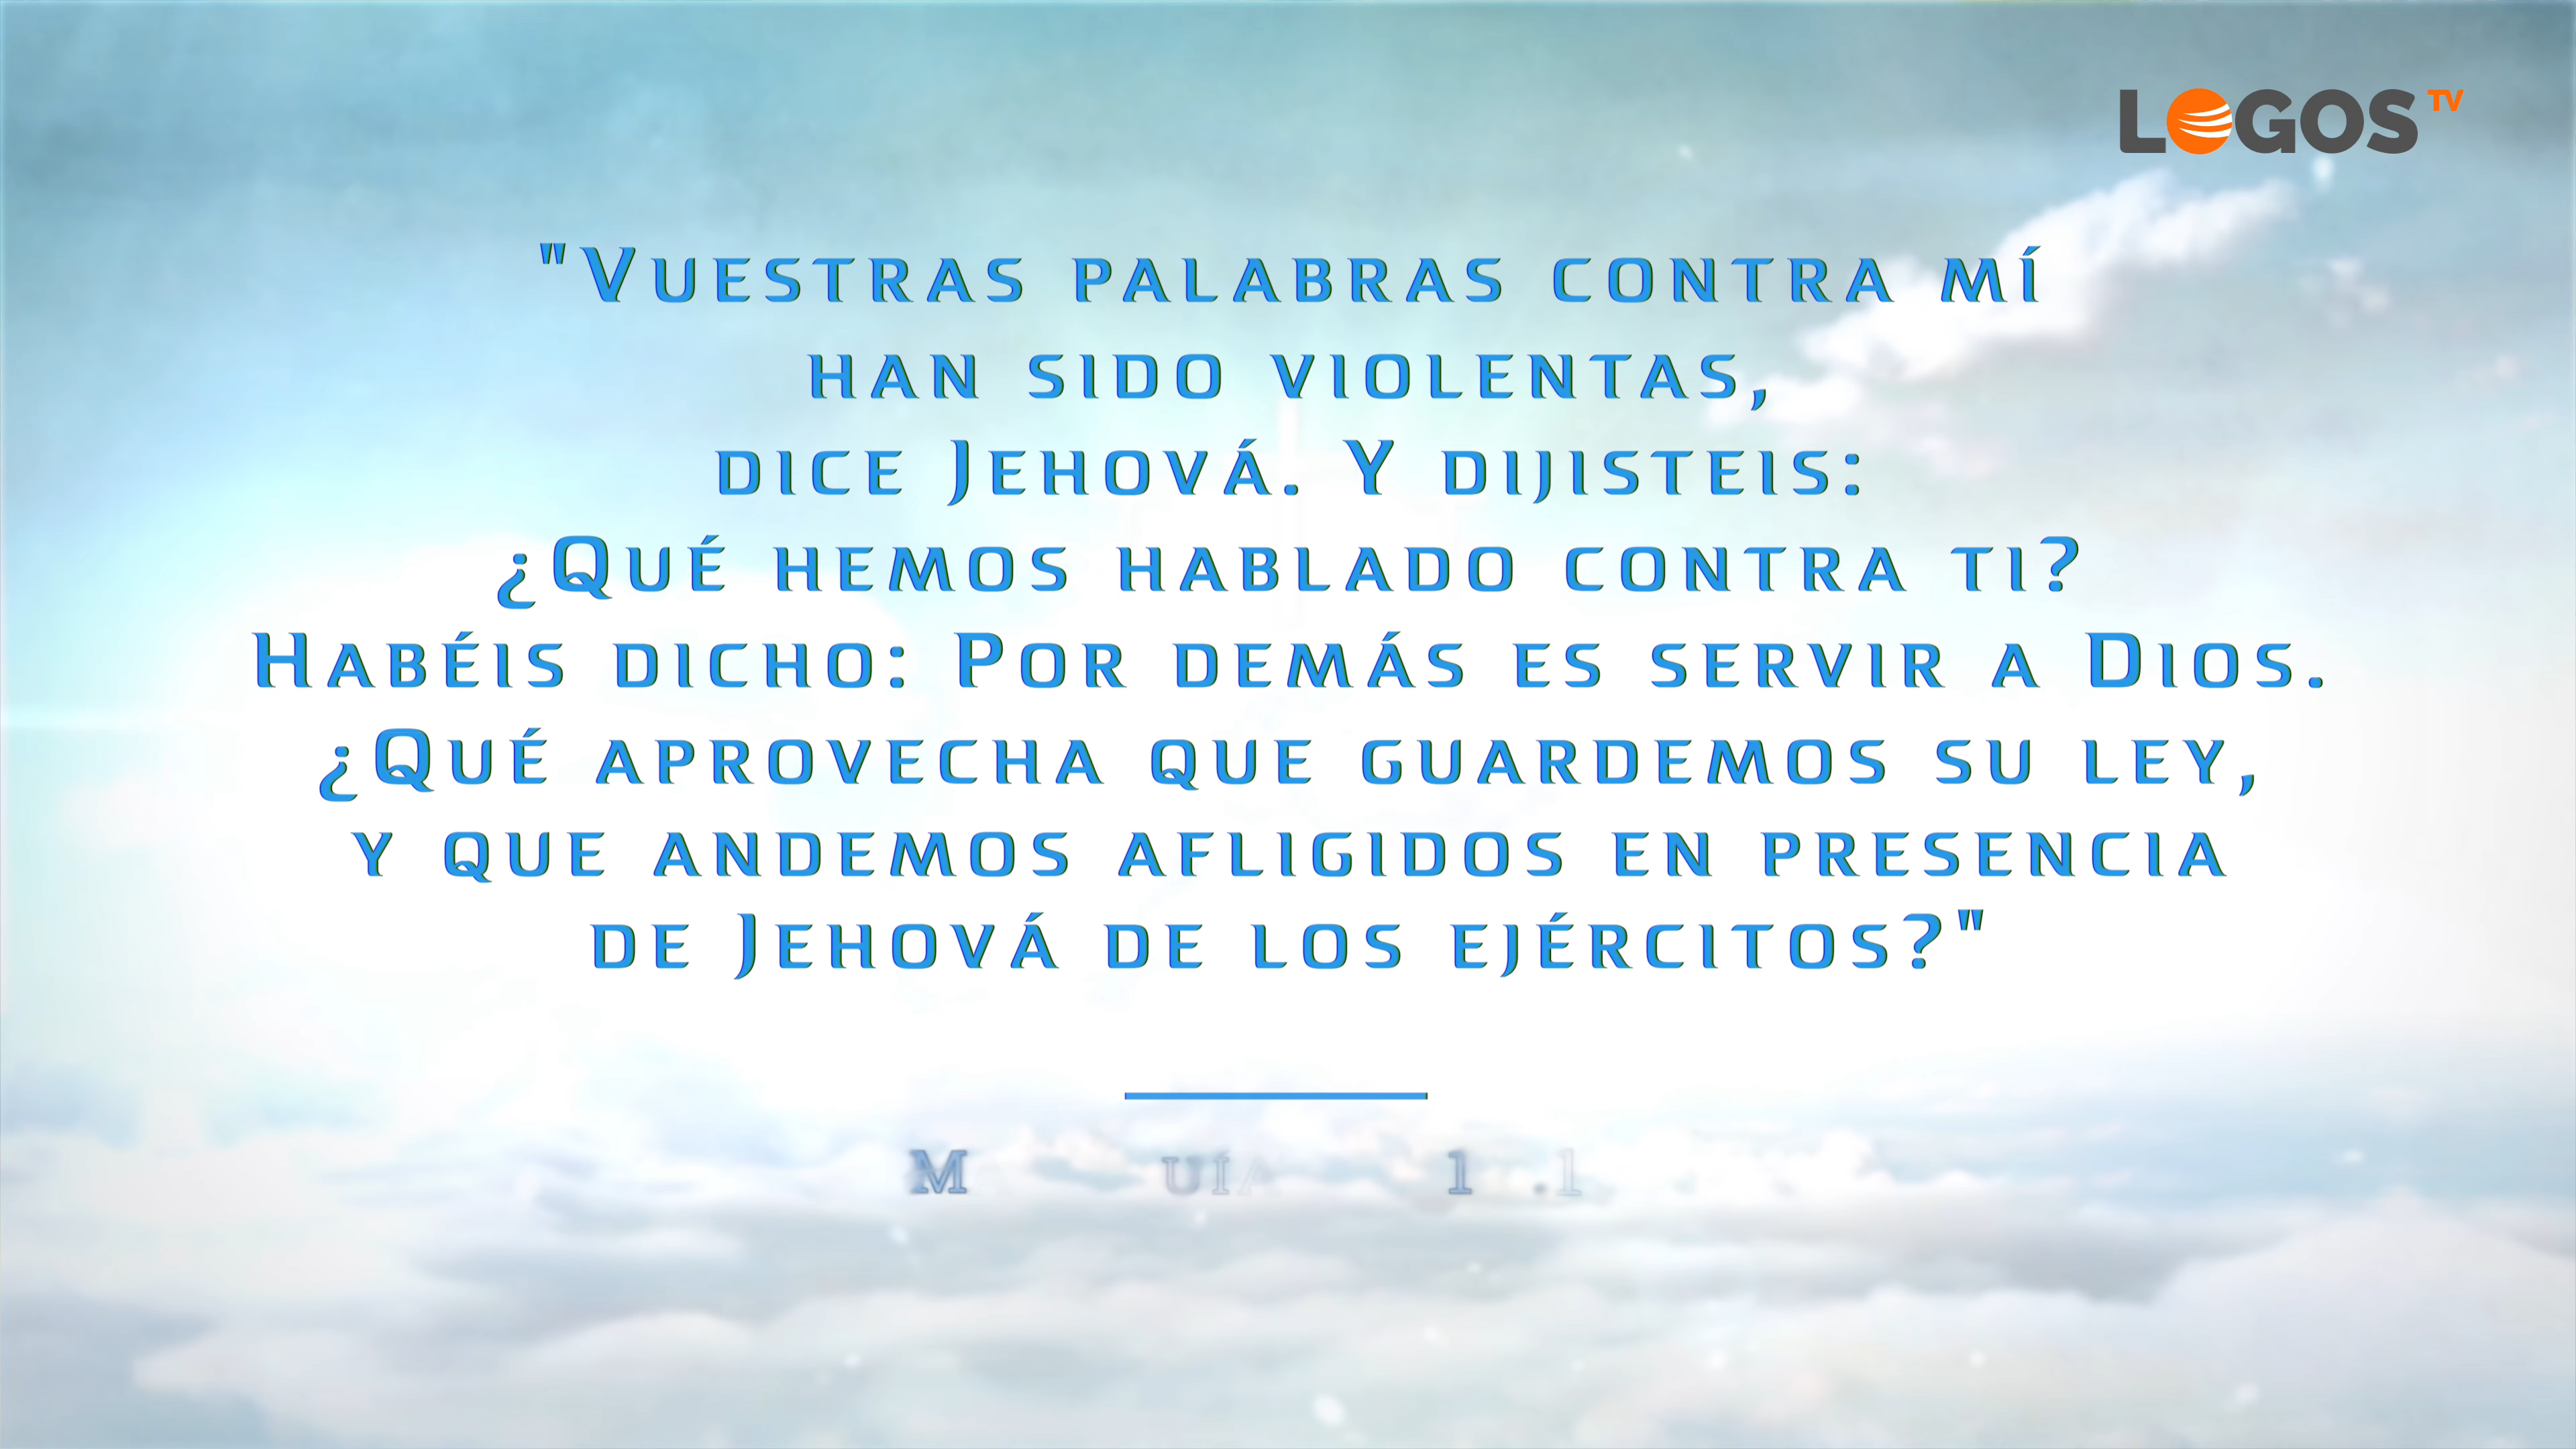 LOGOS TV
"Vuestras palabras contra mí
han sido violentas,
dice Jehová. Y dijisteis:
¿Qué hemos hablado contra ti?
Habéis dicho: Por demás es servir a Dios.
¿Qué aprovecha que guardemos su ley,
y que andemos afligidos en presencia
de Jehová de los ejércitos?"